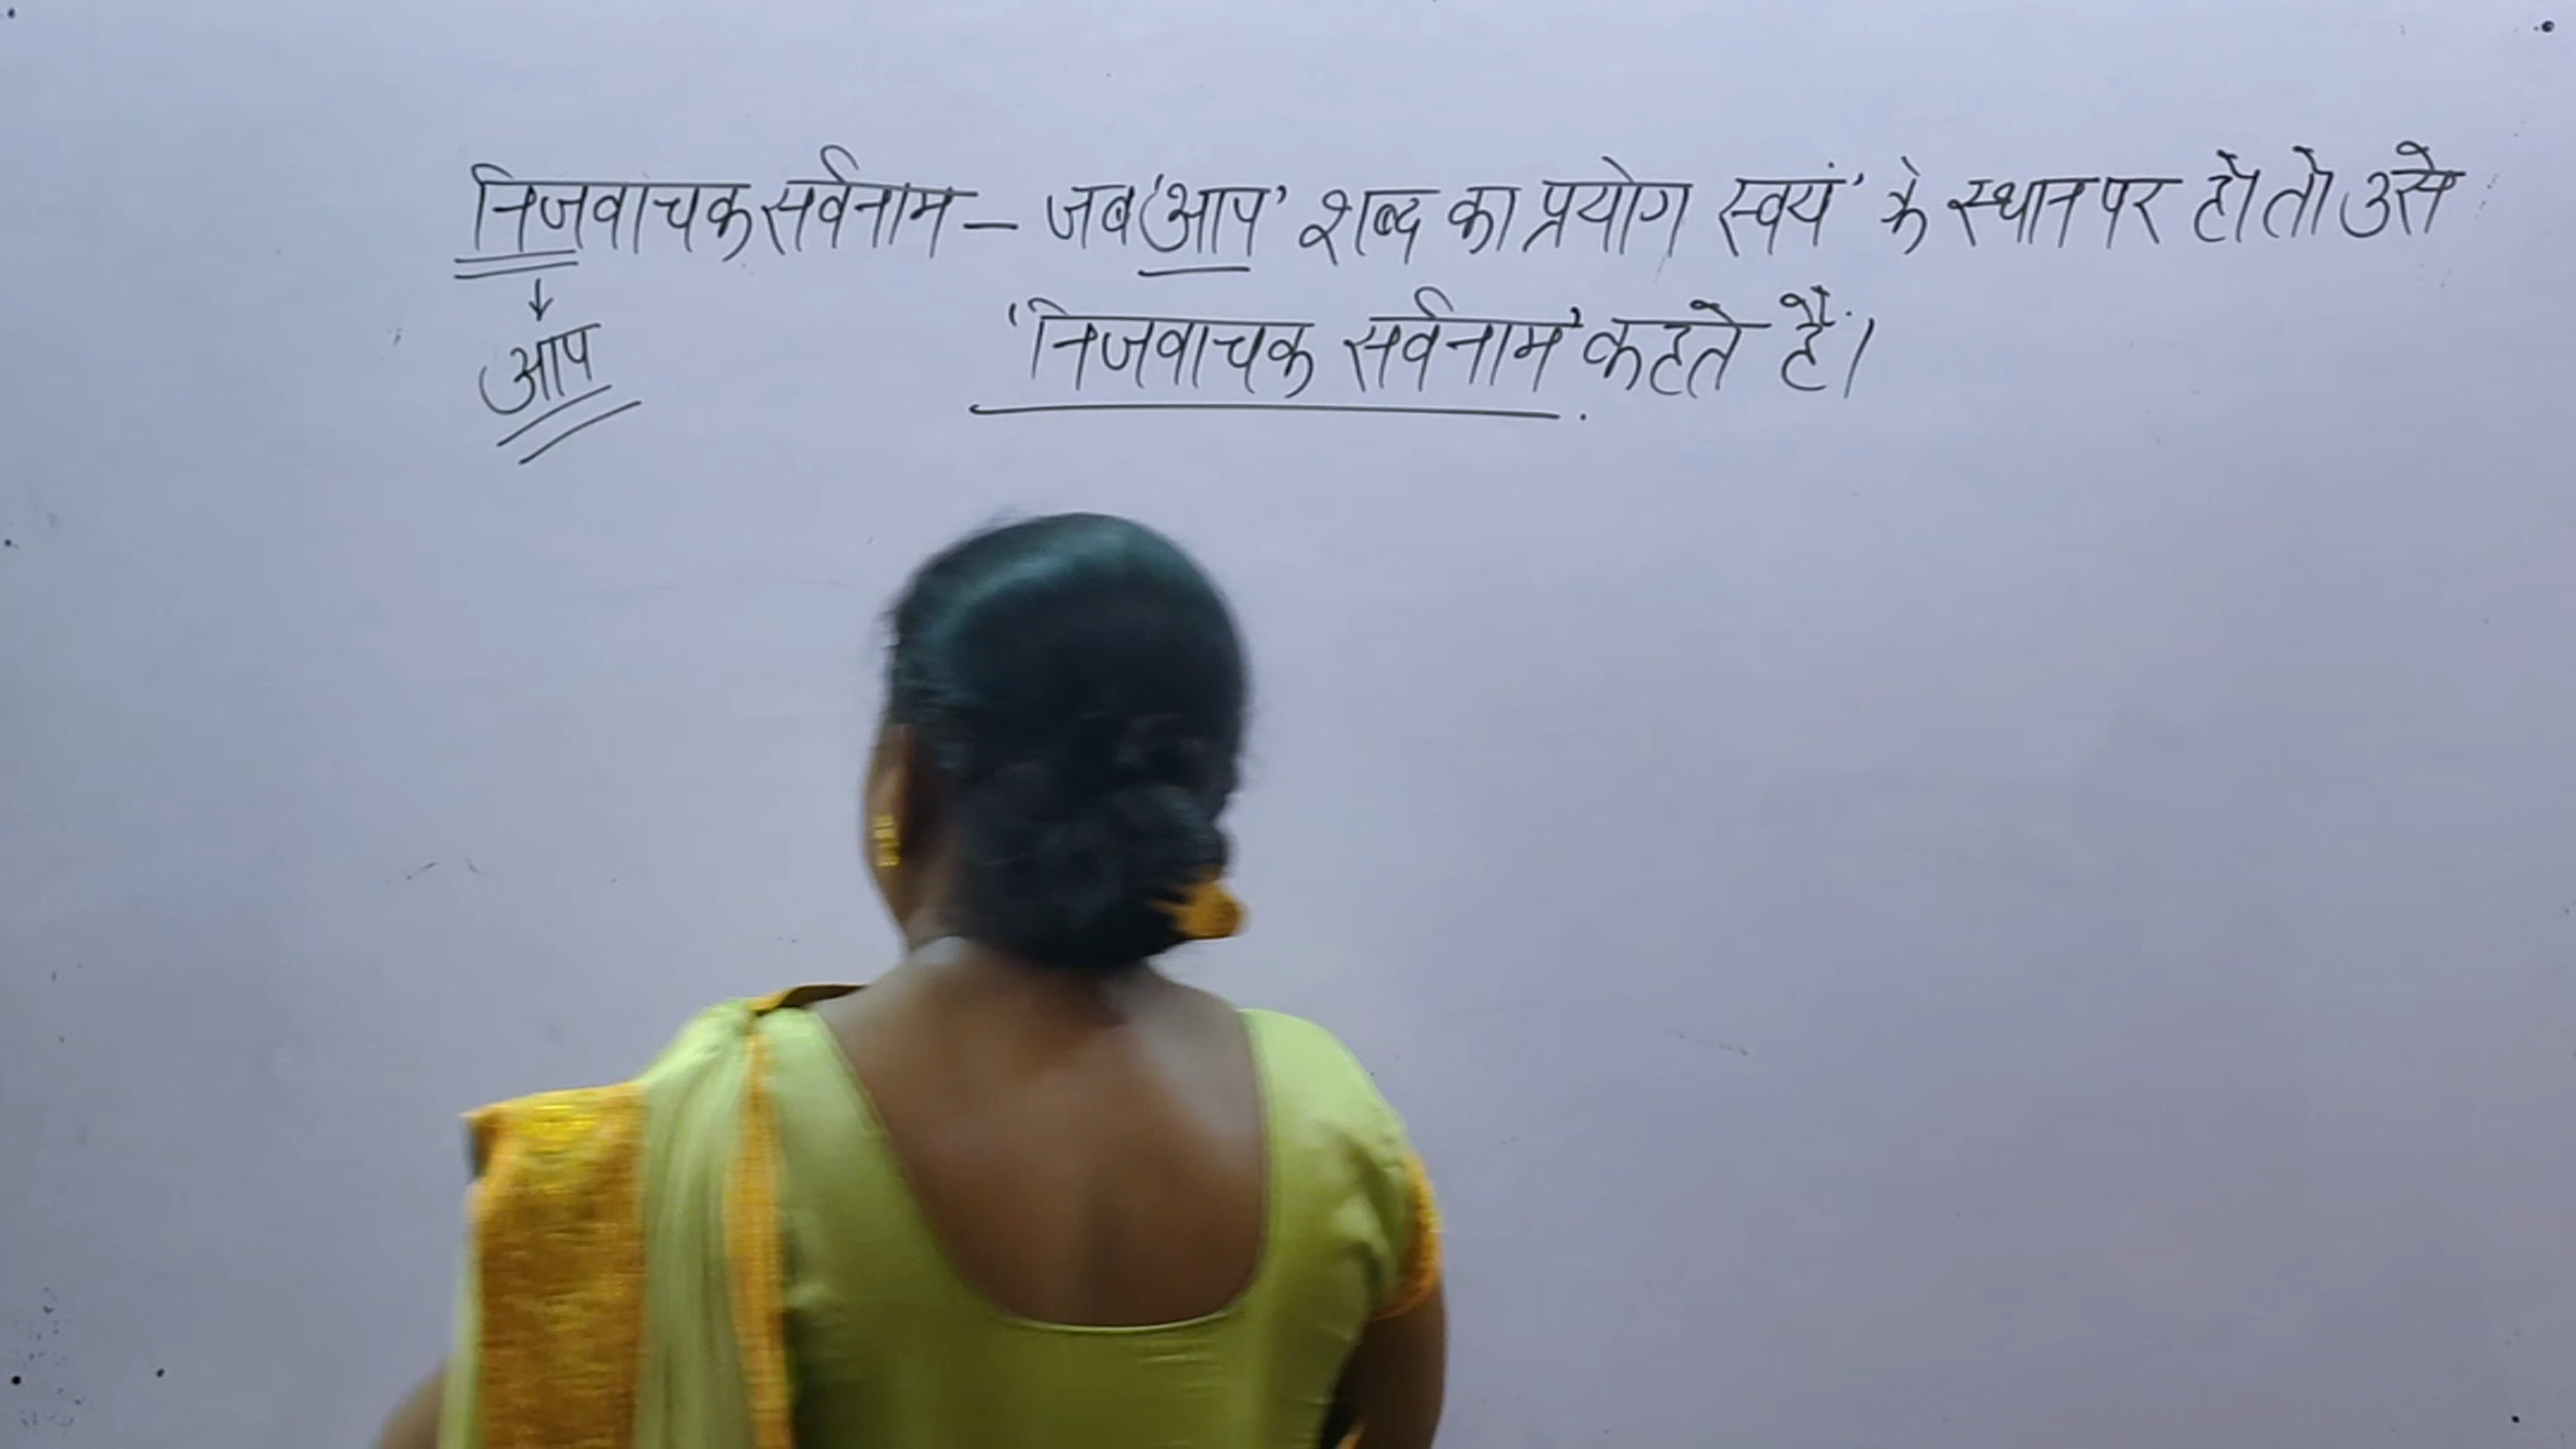 निजवाचक सर्वनाम – जब 'आप' शब्द का प्रयोग स्वयं' के स्थान पर हो तो उसे
'निजवाचक सर्वनाम' कहते हैं।
↓
आप